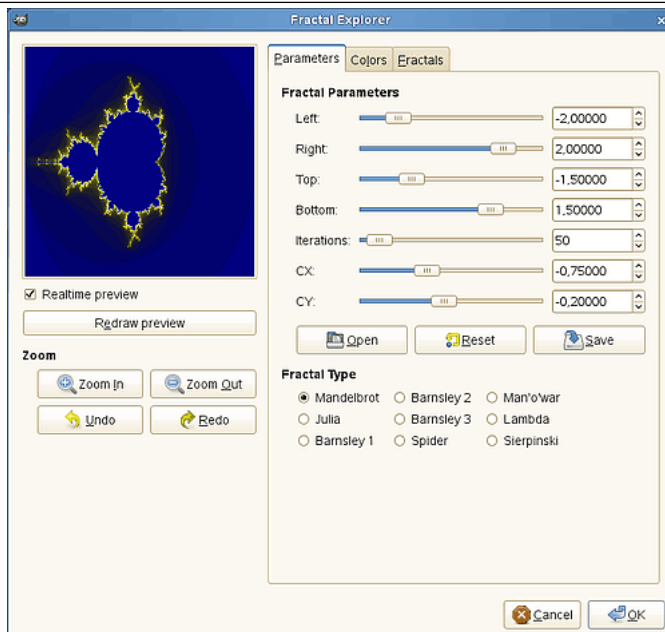 Fractal Explorer
Parameters Colors Fractals
Fractal Parameters
Left: -2,00000
Right: 2,00000
Top: -1,50000
Bottom: 1,50000
Iterations: 50
CX: -0,75000
CY: -0,20000
Open Reset Save
Fractal Type
Mandelbrot Barnsley 2 Man'o'war
Julia Barnsley 3 Lambda
Barnsley 1 Spider Sierpinski
Realtime preview
Redraw preview
Zoom
Zoom In Zoom Out
Undo Redo
Cancel OK